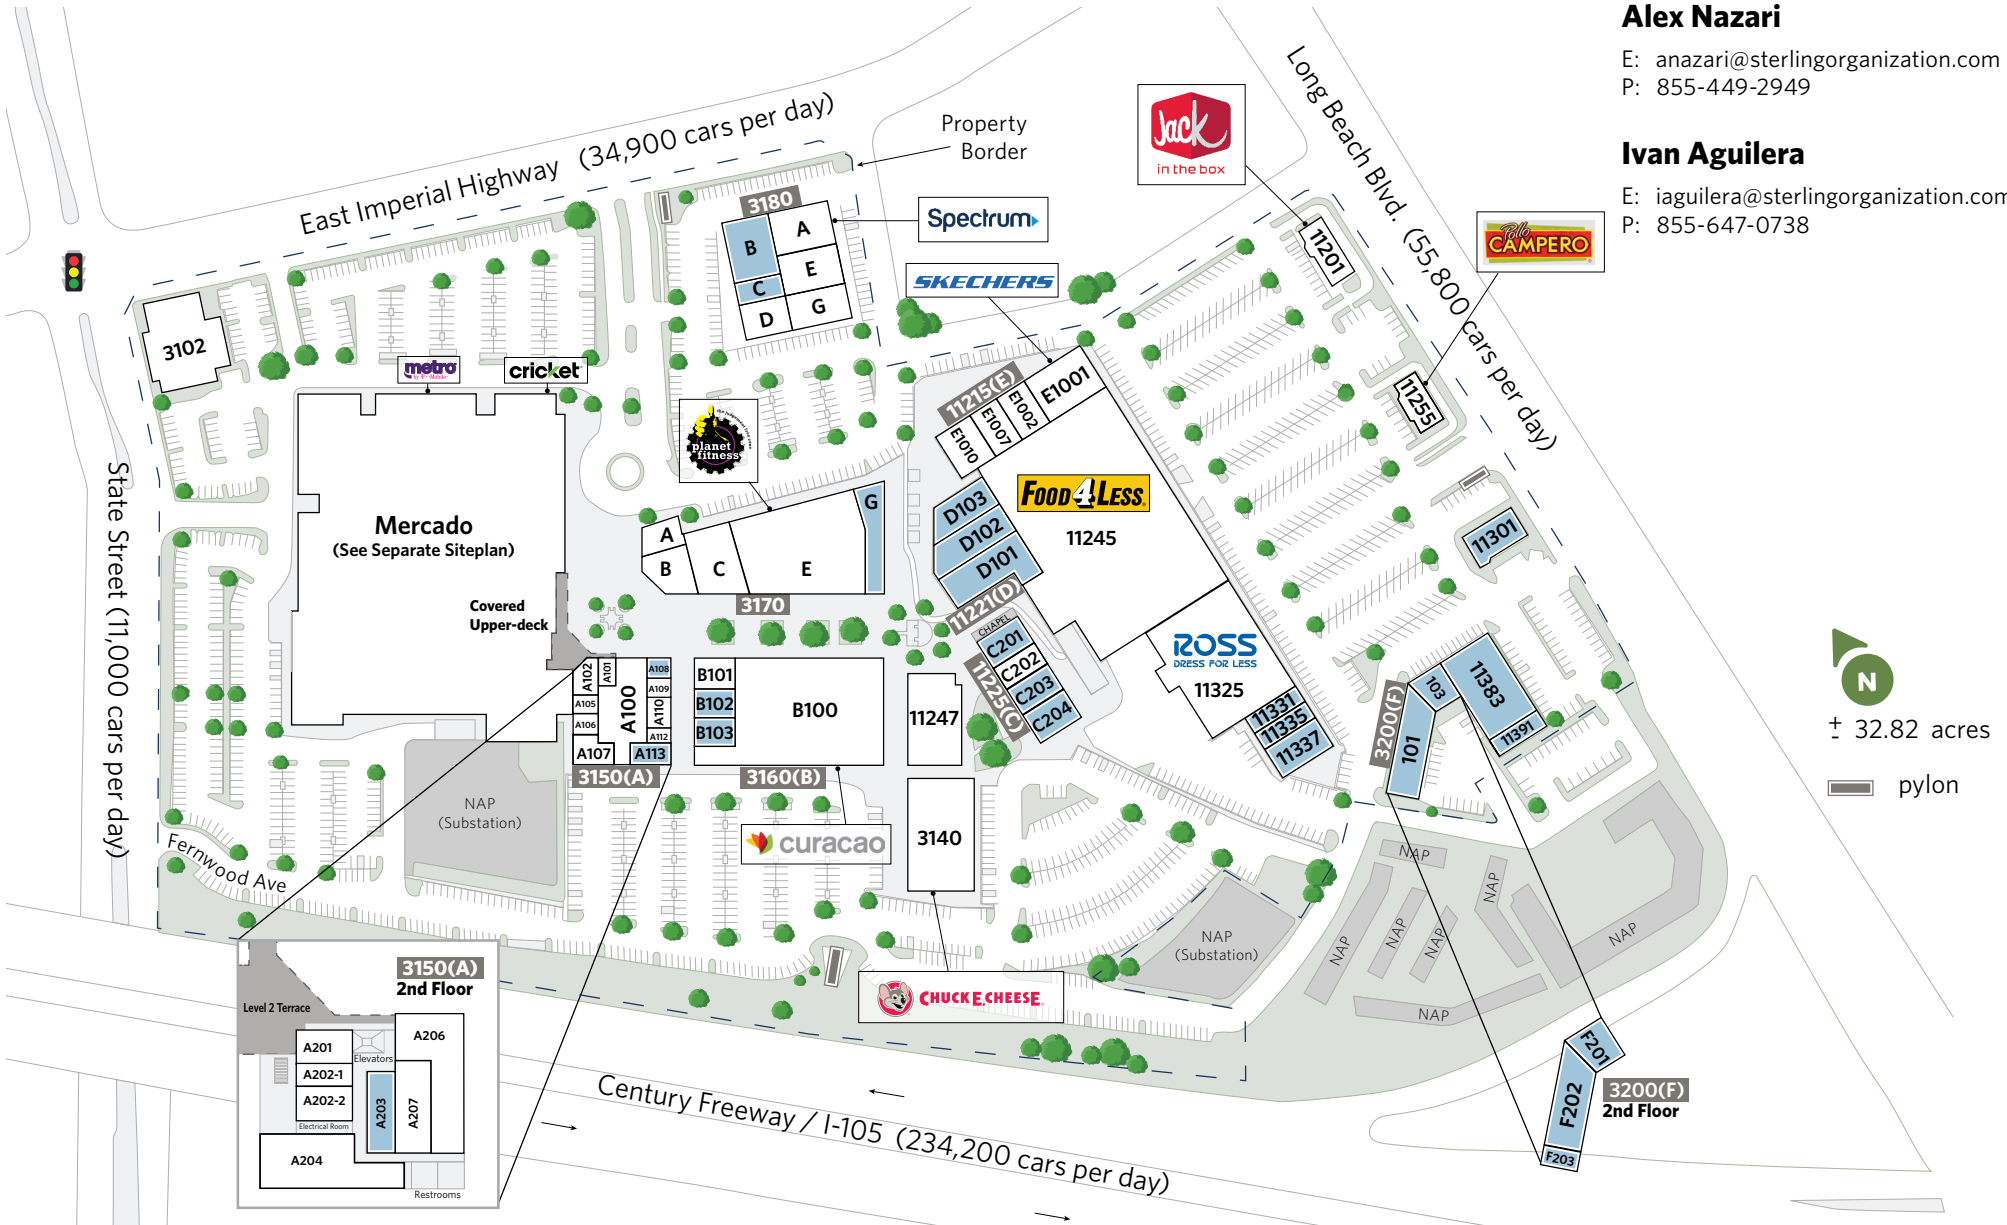 Alex Nazari
E: anazari@sterlingorganization.com
P: 855-449-2949
Ivan Aguilera
E: iaguilera@sterlingorganization.com
P: 855-647-0738
East Imperial Highway (34,900 cars per day)
Property
Border
Jack
in the box
Long Beach Blvd. (55,800 cars per day)
Pollo
CAMPERO
Spectrum
SKECHERS
3180
A
B
C
D
E
G
11201
11255
3102
metro
by T-Mobile
cricket
planet
fitness
11215(E)
E1001
E1002
E1007
E1010
FOOD 4 LESS
11245
D103
D102
D101
11221(D)
11301
Mercado
(See Separate Siteplan)
State Street (11,000 cars per day)
Covered
Upper-deck
A
B
C
E
G
3170
CHAPEL
C201
C202
C203
C204
11225(C)
ROSS
DRESS FOR LESS
11325
11331
11335
11337
3200(F)
101
103
11383
11391
N
± 32.82 acres
pylon
A102
A101
A105
A106
A107
A100
A108
A109
A110
A112
A113
3150(A)
B101
B102
B103
B100
3160(B)
11247
3140
curacao
CHUCK E. CHEESE
NAP
(Substation)
Fernwood Ave
NAP
(Substation)
NAP
NAP
NAP
NAP
NAP
NAP
NAP
3150(A)
2nd Floor
Level 2 Terrace
A201
A202-1
A202-2
Elevators
A206
A203
A207
Electrical Room
A204
Restrooms
Century Freeway / I-105 (234,200 cars per day)
F201
F202
F203
3200(F)
2nd Floor